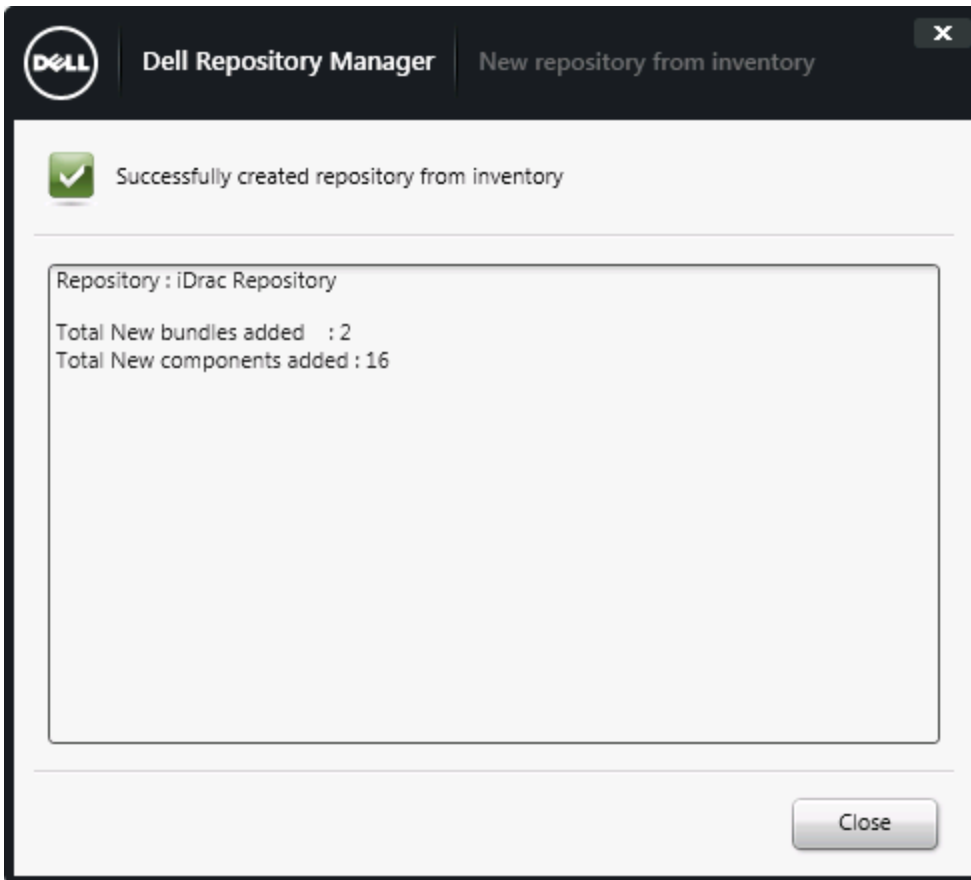 DELL
Dell Repository Manager
New repository from inventory
x
Successfully created repository from inventory
Repository : iDrac Repository
Total New bundles added : 2
Total New components added : 16
Close